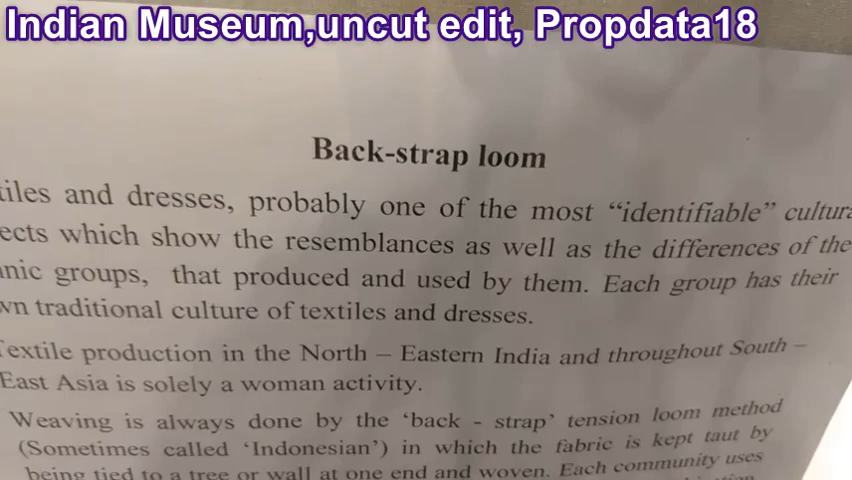 Indian Museum,uncut edit, Propdata18
Back-strap loom
tiles and dresses, probably one of the most “identifiable” cultura
ects which show the resemblances as well as the differences of the
nic groups, that produced and used by them. Each group has their
wn traditional culture of textiles and dresses.
Textile production in the North – Eastern India and throughout South –
East Asia is solely a woman activity.
Weaving is always done by the ‘back - strap’ tension loom method
(Sometimes called ‘Indonesian’) in which the fabric is kept taut by
being tied to a tree or wall at one end and woven. Each community uses